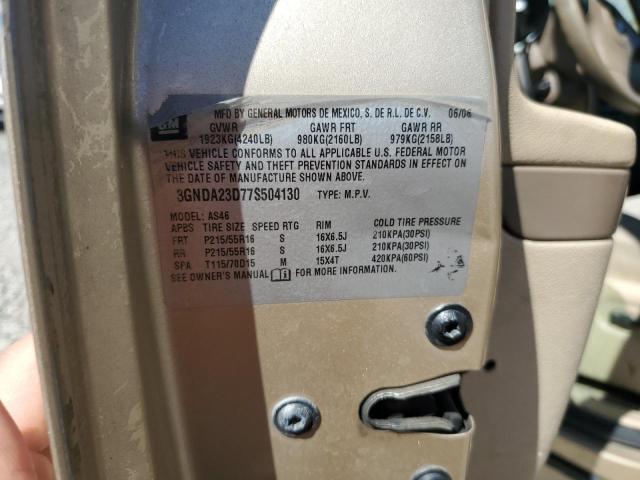 GM
MFD BY GENERAL MOTORS DE MEXICO, S. DE R.L. DE C.V. 06/06
GVWR GAWR FRT GAWR RR
1923KG(4240LB) 980KG(2160LB) 979KG(2158LB)
THIS VEHICLE CONFORMS TO ALL APPLICABLE U.S. FEDERAL MOTOR
VEHICLE SAFETY AND THEFT PREVENTION STANDARDS IN EFFECT ON
THE DATE OF MANUFACTURE SHOWN ABOVE.
3GNDA23D77S504130 TYPE: M.P.V.
MODEL: AS46
APBS TIRE SIZE SPEED RTG RIM COLD TIRE PRESSURE
FRT P215/55R16 S 16X6.5J 210KPA(30PSI)
RR P215/55R16 S 16X6.5J 210KPA(30PSI)
SPA T115/70D15 M 15X4T 420KPA(60PSI)
SEE OWNER'S MANUAL FOR MORE INFORMATION.